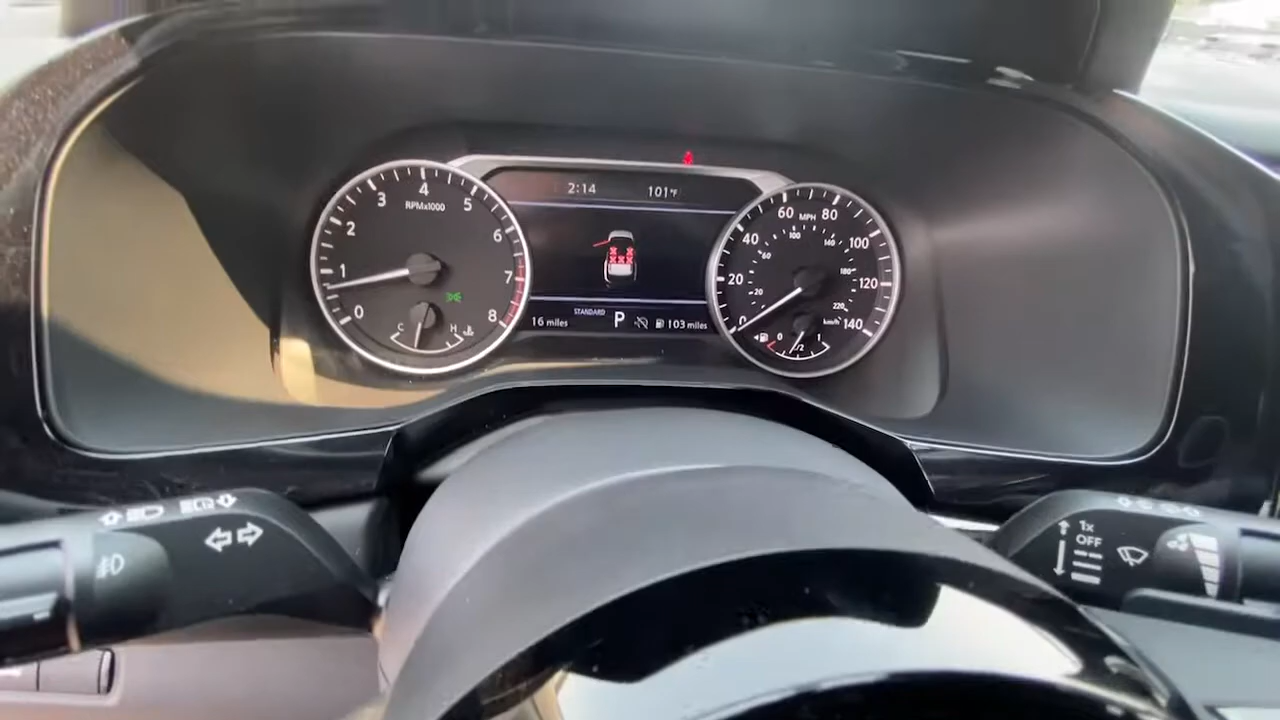 2:14 101°F
0 1 2 3 4 5 6 7 8
RPMx1000
C H
16 miles
STANDARD
P
103 miles
0 20 40 60 80 100 120 140
MPH
20 60 100 140 180 220
km/h
0 1/2 1
1x
OFF